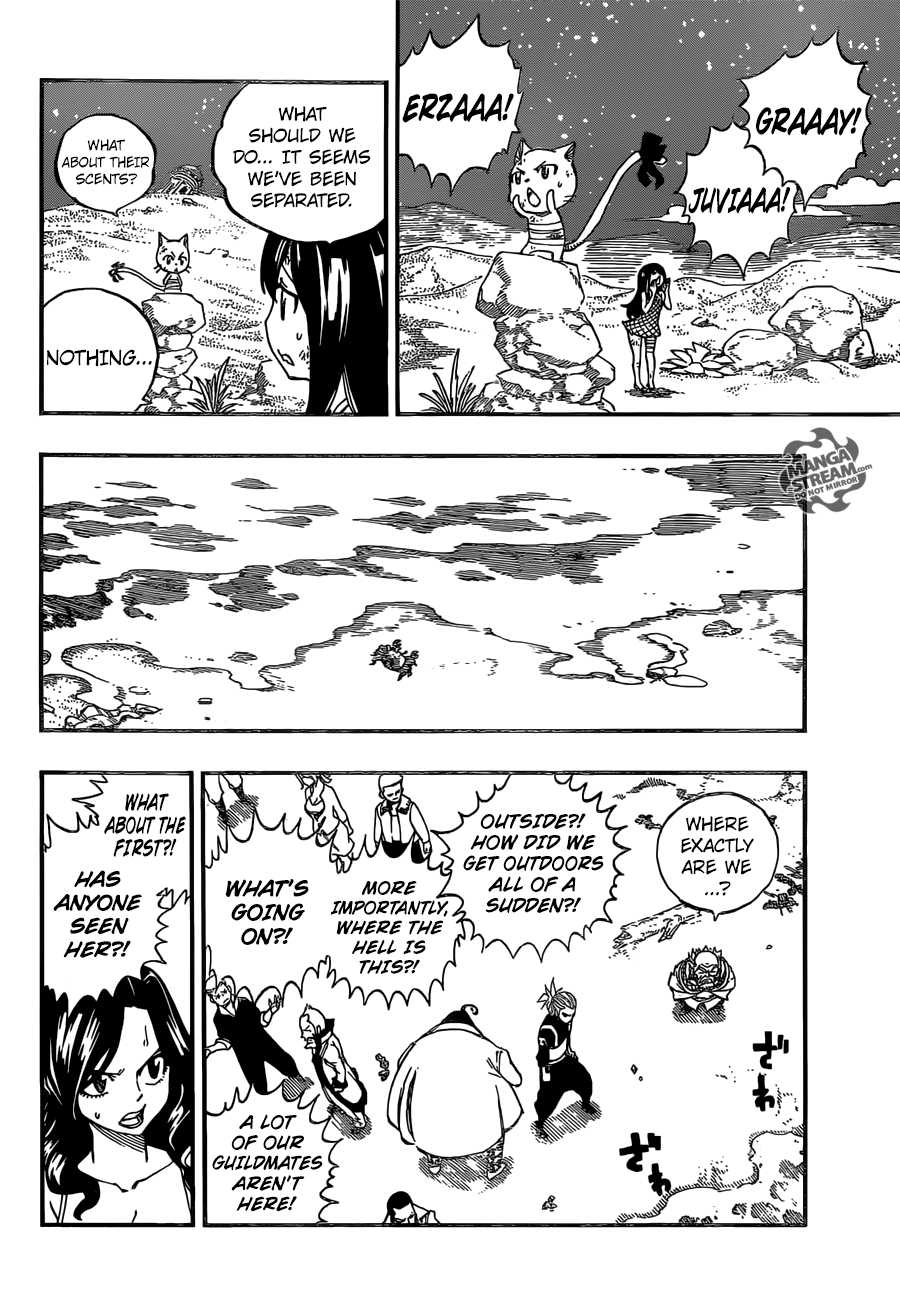 GRAAAY!
JUVIAAA!
ERZAAA!
WHAT
SHOULD WE
DO... IT SEEMS
WE'VE BEEN
SEPARATED.
WHAT
ABOUT THEIR
SCENTS?
NOTHING...
MANGA
STREAM.com
DO NOT MIRROR
WHERE
EXACTLY
ARE WE
...?
OUTSIDE?!
HOW DID WE
GET OUTDOORS
ALL OF A
SUDDEN?!
MORE
IMPORTANTLY,
WHERE THE
HELL IS
THIS?!
WHAT'S
GOING
ON?!
A LOT
OF OUR
GUILDMATES
AREN'T
HERE!
ざわ
ざわ
WHAT
ABOUT THE
FIRST?!
HAS
ANYONE
SEEN
HER?!